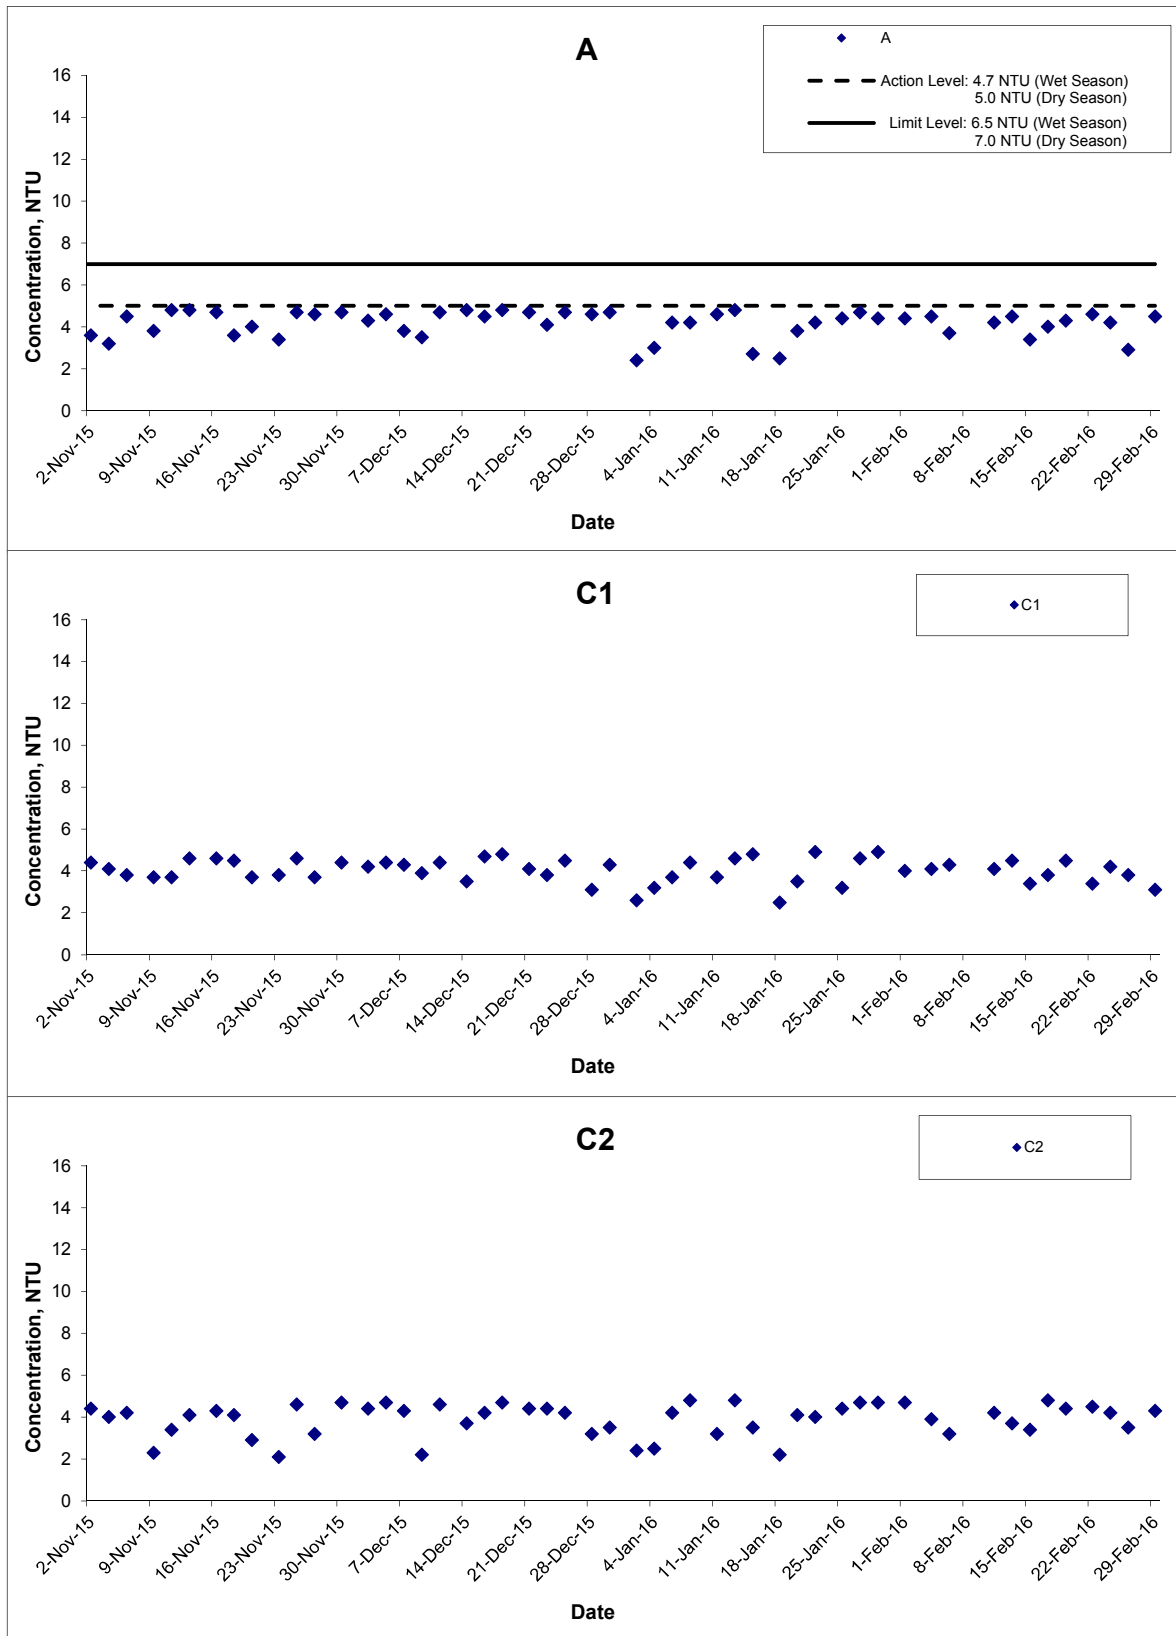 A
A
Action Level: 4.7 NTU (Wet Season)
5.0 NTU (Dry Season)
Limit Level: 6.5 NTU (Wet Season)
7.0 NTU (Dry Season)
Concentration, NTU
16
14
12
10
8
6
4
2
0
2-Nov-15
9-Nov-15
16-Nov-15
23-Nov-15
30-Nov-15
7-Dec-15
14-Dec-15
21-Dec-15
28-Dec-15
4-Jan-16
11-Jan-16
18-Jan-16
25-Jan-16
1-Feb-16
8-Feb-16
15-Feb-16
22-Feb-16
29-Feb-16
Date
C1
C1
Concentration, NTU
16
14
12
10
8
6
4
2
0
2-Nov-15
9-Nov-15
16-Nov-15
23-Nov-15
30-Nov-15
7-Dec-15
14-Dec-15
21-Dec-15
28-Dec-15
4-Jan-16
11-Jan-16
18-Jan-16
25-Jan-16
1-Feb-16
8-Feb-16
15-Feb-16
22-Feb-16
29-Feb-16
Date
C2
C2
Concentration, NTU
16
14
12
10
8
6
4
2
0
2-Nov-15
9-Nov-15
16-Nov-15
23-Nov-15
30-Nov-15
7-Dec-15
14-Dec-15
21-Dec-15
28-Dec-15
4-Jan-16
11-Jan-16
18-Jan-16
25-Jan-16
1-Feb-16
8-Feb-16
15-Feb-16
22-Feb-16
29-Feb-16
Date